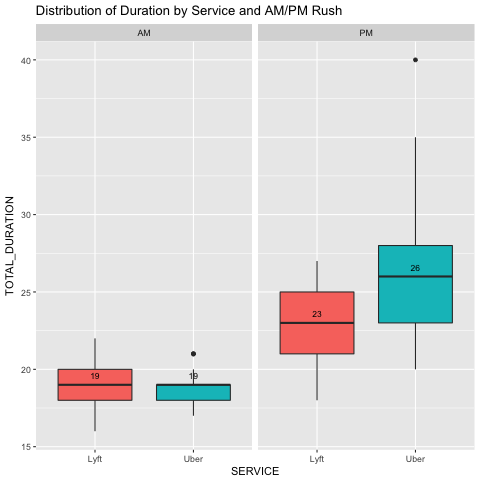 Distribution of Duration by Service and AM/PM Rush
AM
PM
40
35
30
25
20
15
TOTAL_DURATION
19
19
23
26
Lyft
Uber
Lyft
Uber
SERVICE